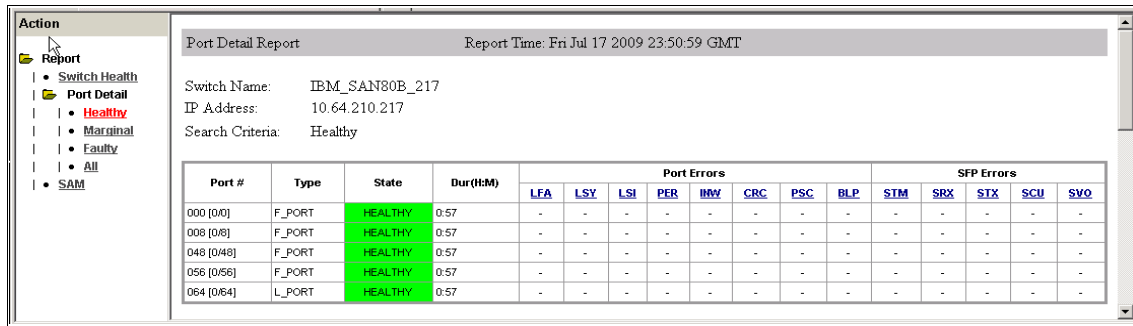 Action
Report
Switch Health
Port Detail
Healthy
Marginal
Faulty
All
SAM
Port Detail Report Report Time: Fri Jul 17 2009 23:50:59 GMT
Switch Name: IBM_SAN80B_217
IP Address: 10.64.210.217
Search Criteria: Healthy
Port # Type State Dur(H:M) Port Errors SFP Errors
LFA LSY LSI PER INW CRC PSC BLP STM SRX STX SCU SVO
000 [0/0] F_PORT HEALTHY 0:57 - - - - - - - - - - - - -
008 [0/8] F_PORT HEALTHY 0:57 - - - - - - - - - - - - -
048 [0/48] F_PORT HEALTHY 0:57 - - - - - - - - - - - - -
056 [0/56] F_PORT HEALTHY 0:57 - - - - - - - - - - - - -
064 [0/64] L_PORT HEALTHY 0:57 - - - - - - - - - - - - -